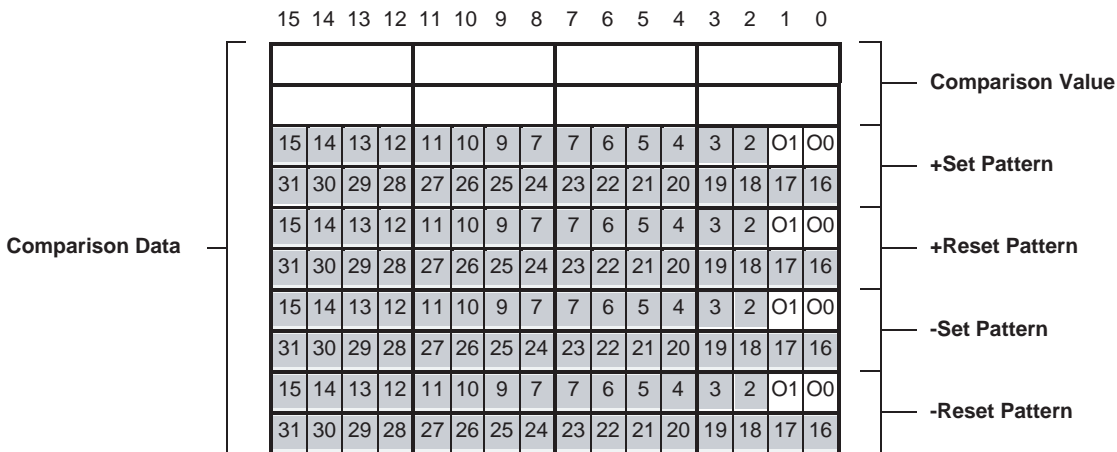 15 14 13 12 11 10 9 8 7 6 5 4 3 2 1 0
Comparison Value
15 14 13 12 11 10 9 7 7 6 5 4 3 2 O1 O0
+Set Pattern
31 30 29 28 27 26 25 24 23 22 21 20 19 18 17 16
15 14 13 12 11 10 9 7 7 6 5 4 3 2 O1 O0
Comparison Data
+Reset Pattern
31 30 29 28 27 26 25 24 23 22 21 20 19 18 17 16
15 14 13 12 11 10 9 7 7 6 5 4 3 2 O1 O0
-Set Pattern
31 30 29 28 27 26 25 24 23 22 21 20 19 18 17 16
15 14 13 12 11 10 9 7 7 6 5 4 3 2 O1 O0
-Reset Pattern
31 30 29 28 27 26 25 24 23 22 21 20 19 18 17 16